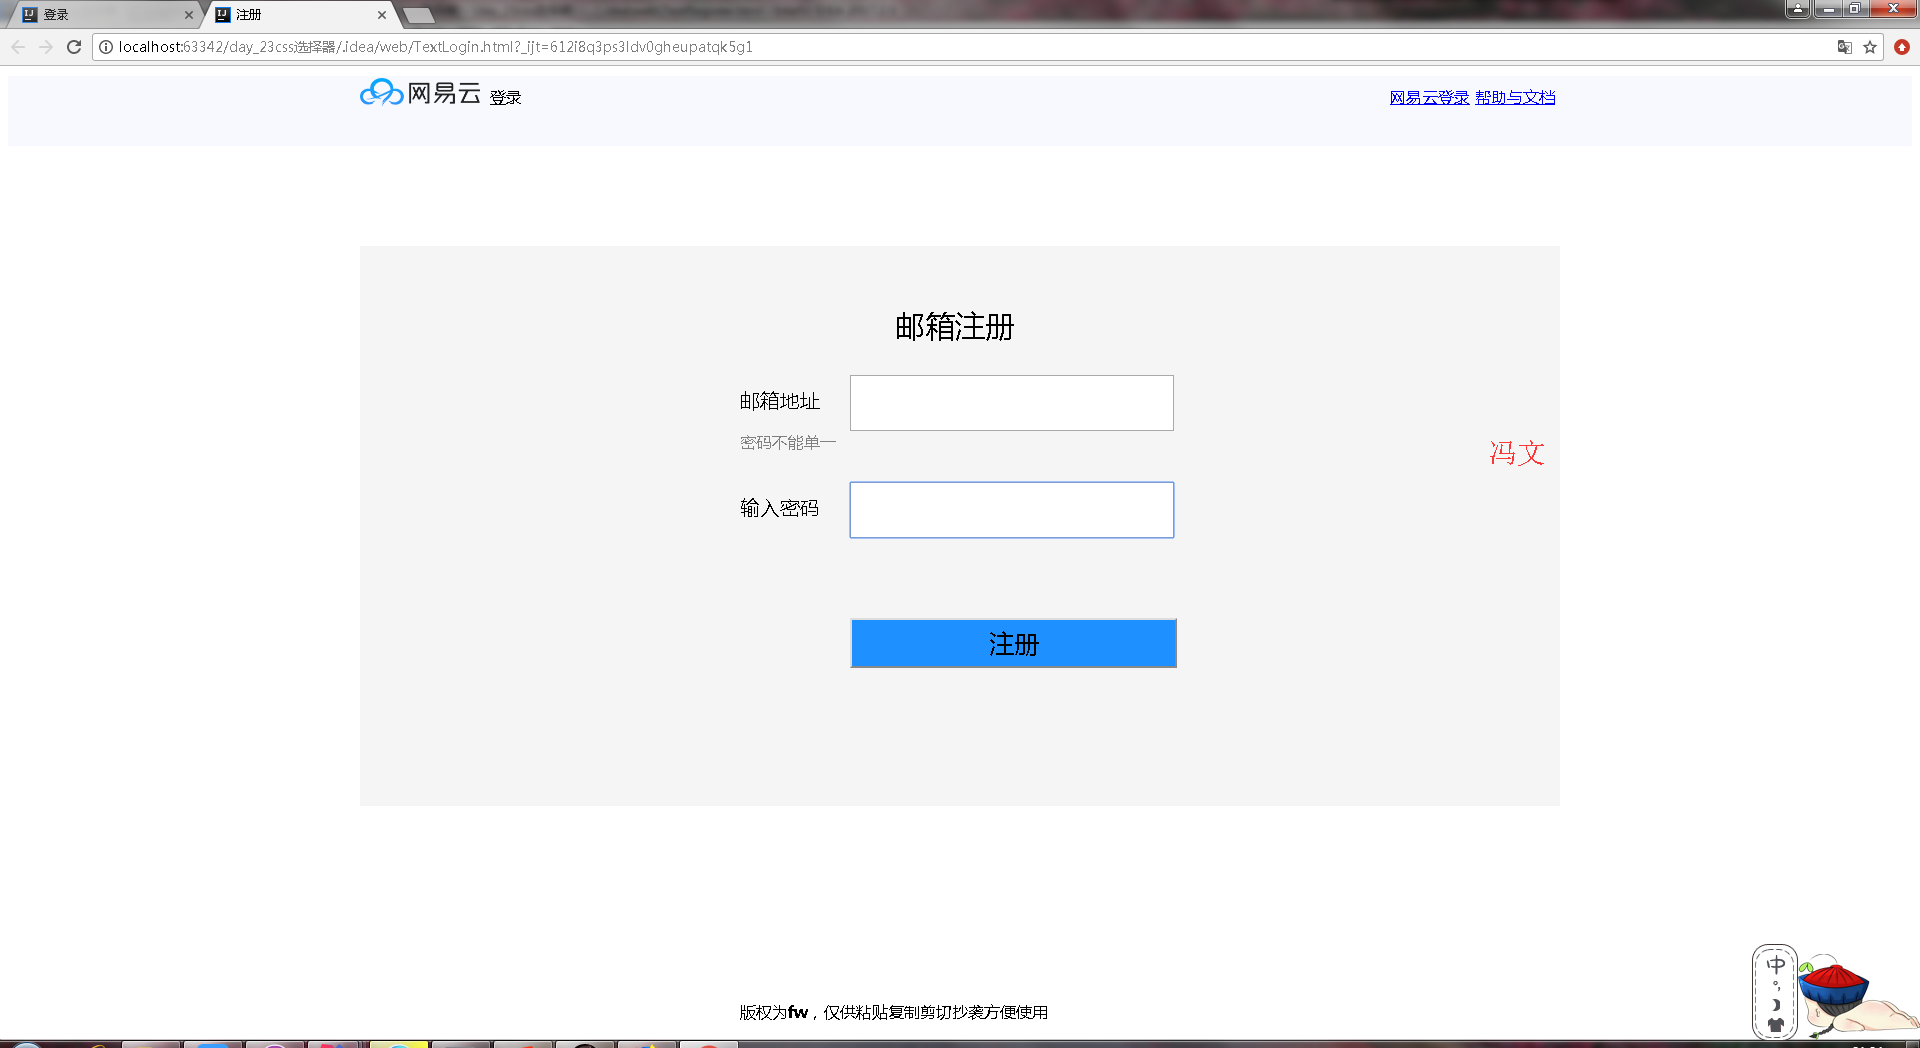 登录
注册
localhost:63342/day_23css选择器/.idea/web/TextLogin.html?_ijt=612i8q3ps3ldv0gheupatqk5g1
网易云 登录
网易云登录 帮助与文档
邮箱注册
邮箱地址
密码不能单一
冯文
输入密码
注册
中
版权为fw，仅供粘贴复制剪切抄袭方便使用